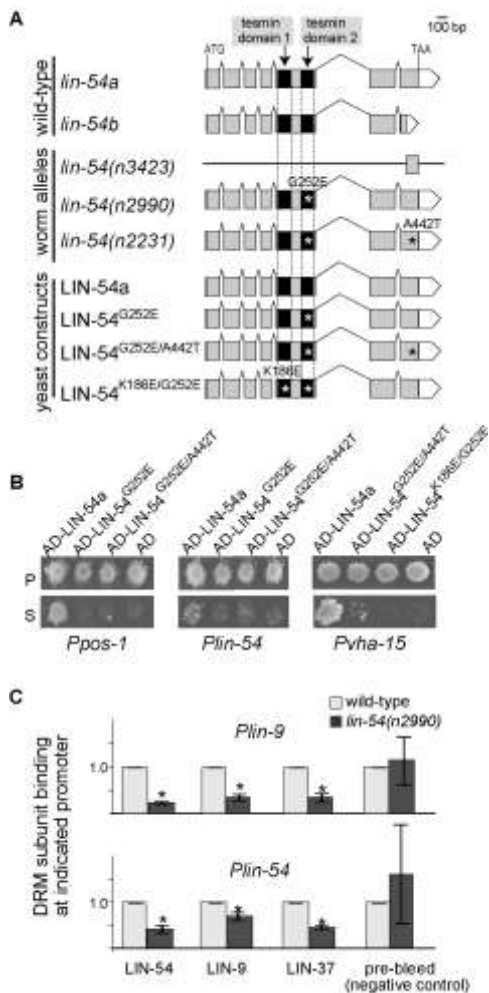 A
tesmin domain 1
tesmin domain 2
100 bp
ATG
TAA
wild-type
lin-54a
lin-54b
worm alleles
lin-54(n3423)
G252E
lin-54(n2990)
A442T
lin-54(n2231)
yeast constructs
LIN-54a
LIN-54G252E
LIN-54G252E/A442T
K186E
LIN-54K186E/G252E
B
AD-LIN-54a
AD-LIN-54G252E
AD-LIN-54G252E/A442T
AD
AD-LIN-54a
AD-LIN-54G252E
AD-LIN-54G252E/A442T
AD
AD-LIN-54a
AD-LIN-54G252E/A442T
AD-LIN-54K186E/G252E
AD
P
S
Ppos-1
Plin-54
Pvha-15
C
wild-type
lin-54(n2990)
Plin-9
1.0
* * *
DRM subunit binding
at indicated promoter
Plin-54
1.0
* * *
LIN-54 LIN-9 LIN-37 pre-bleed
(negative control)